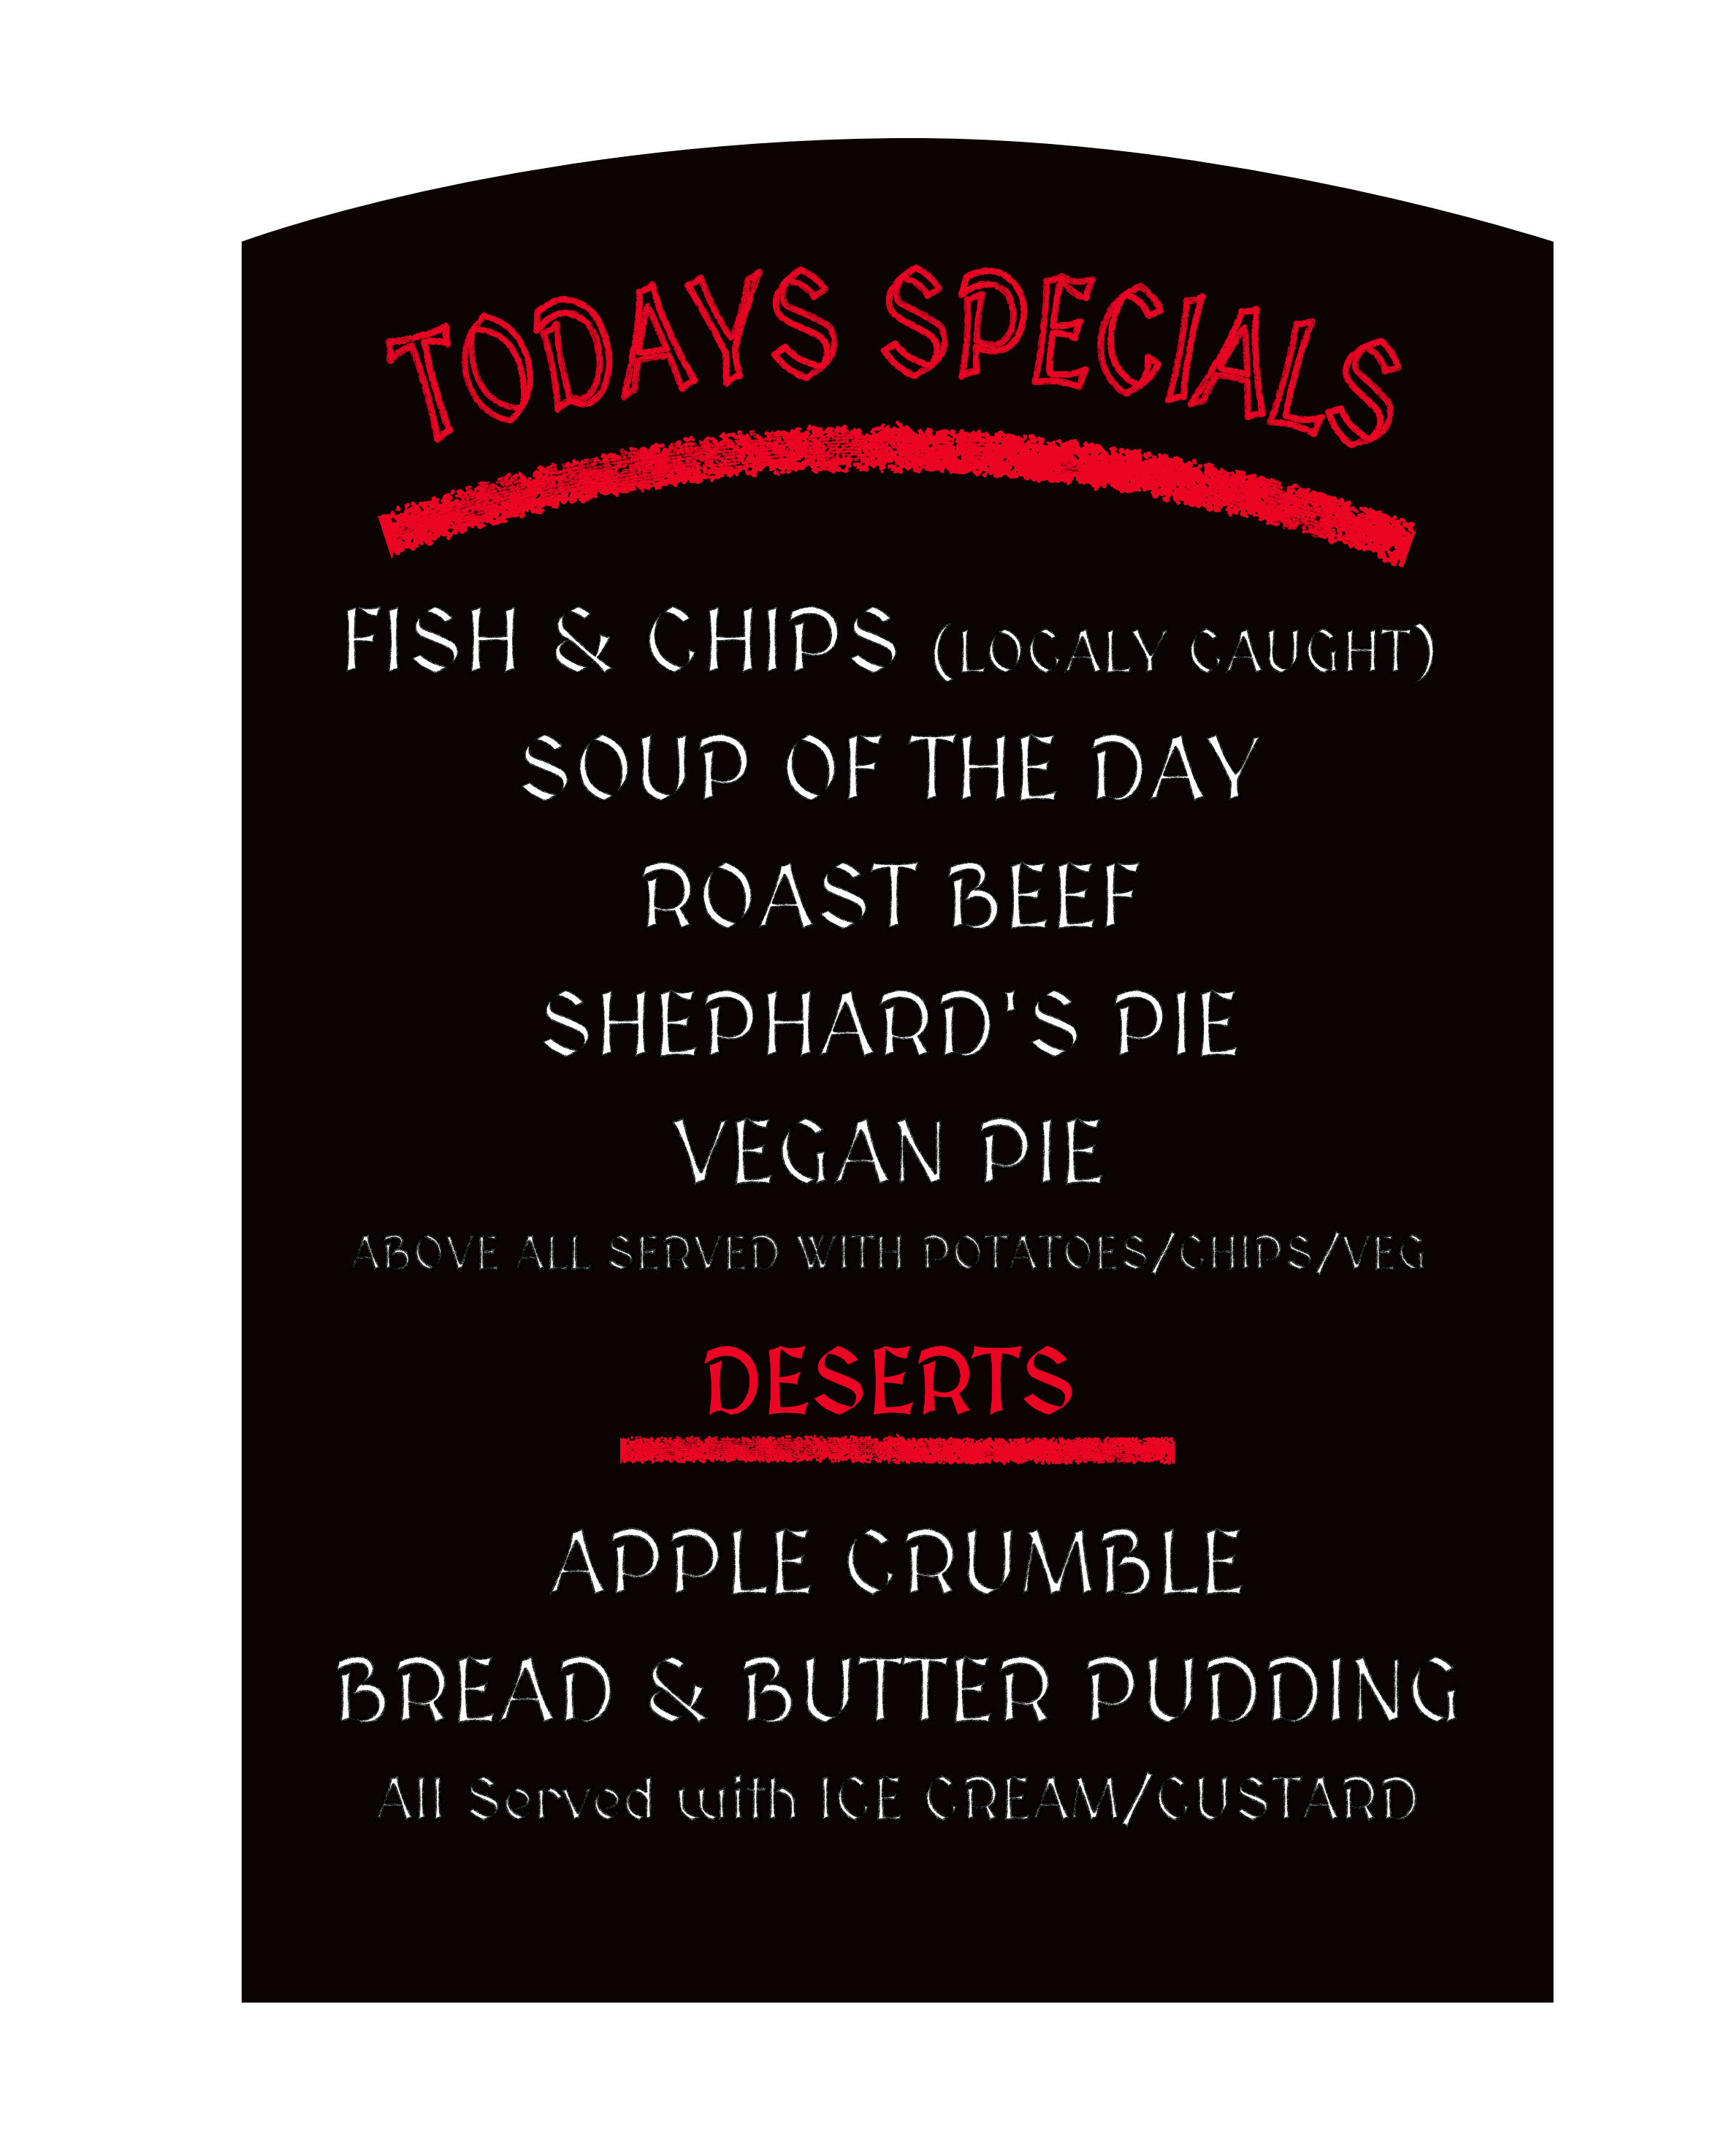 TODAYS SPECIALS
FISH & CHIPS (LOCALY CAUGHT)
SOUP OF THE DAY
ROAST BEEF
SHEPHARD'S PIE
VEGAN PIE
ABOVE ALL SERVED WITH POTATOES/CHIPS/VEG
DESERTS
APPLE CRUMBLE
BREAD & BUTTER PUDDING
All Served with ICE CREAM/CUSTARD